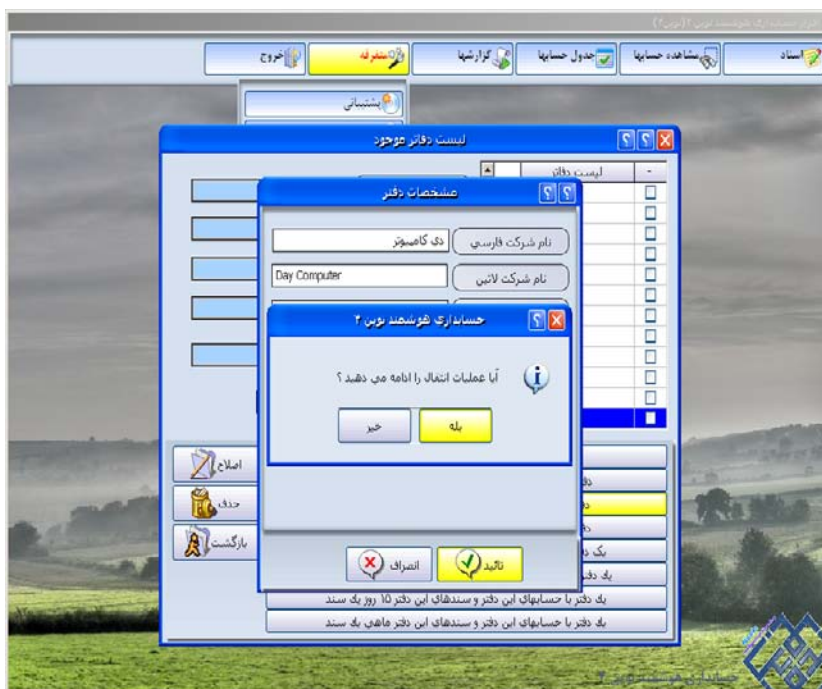 افزار حسابداری هوشمند نوین ۲ (نوین۲)
اسناد
مشاهده حسابها
جدول حسابها
گزارشها
متفرقه
خروج
پشتیبانی
لیست دفاتر موجود
لیست دفاتر
-
مشخصات دفتر
نام شرکت فارسي
دی کامپیوتر
نام شرکت لاتین
Day Computer
حسابداری هوشمند نوین ۲
آیا عملیات انتقال را ادامه می دهید ؟
بله
خیر
اصلاح
حذف
بازگشت
تائید
انصراف
یک دفتر با حسابهای این دفتر و سندهای این دفتر ۱۵ روز یک سند
یک دفتر با حسابهای این دفتر و سندهای این دفتر ماهی یک سند
حسابداری هوشمند نوین ۲